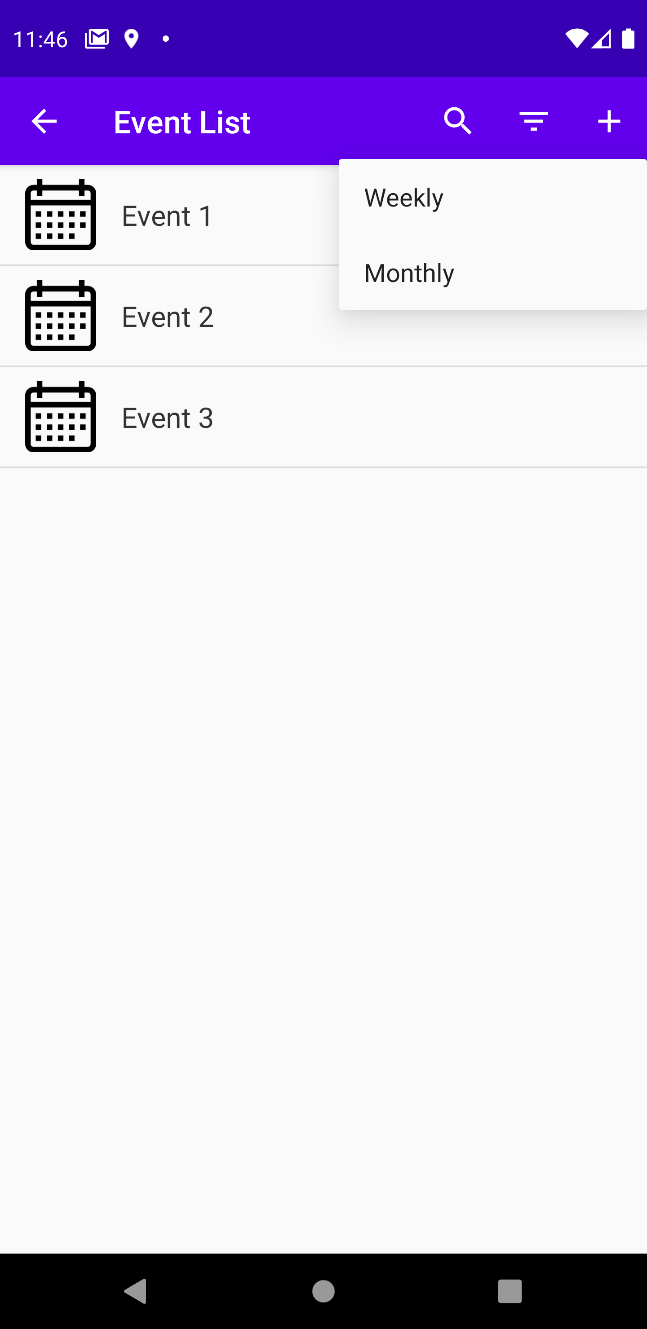 11:46
Event List
Weekly
Monthly
Event 1
Event 2
Event 3